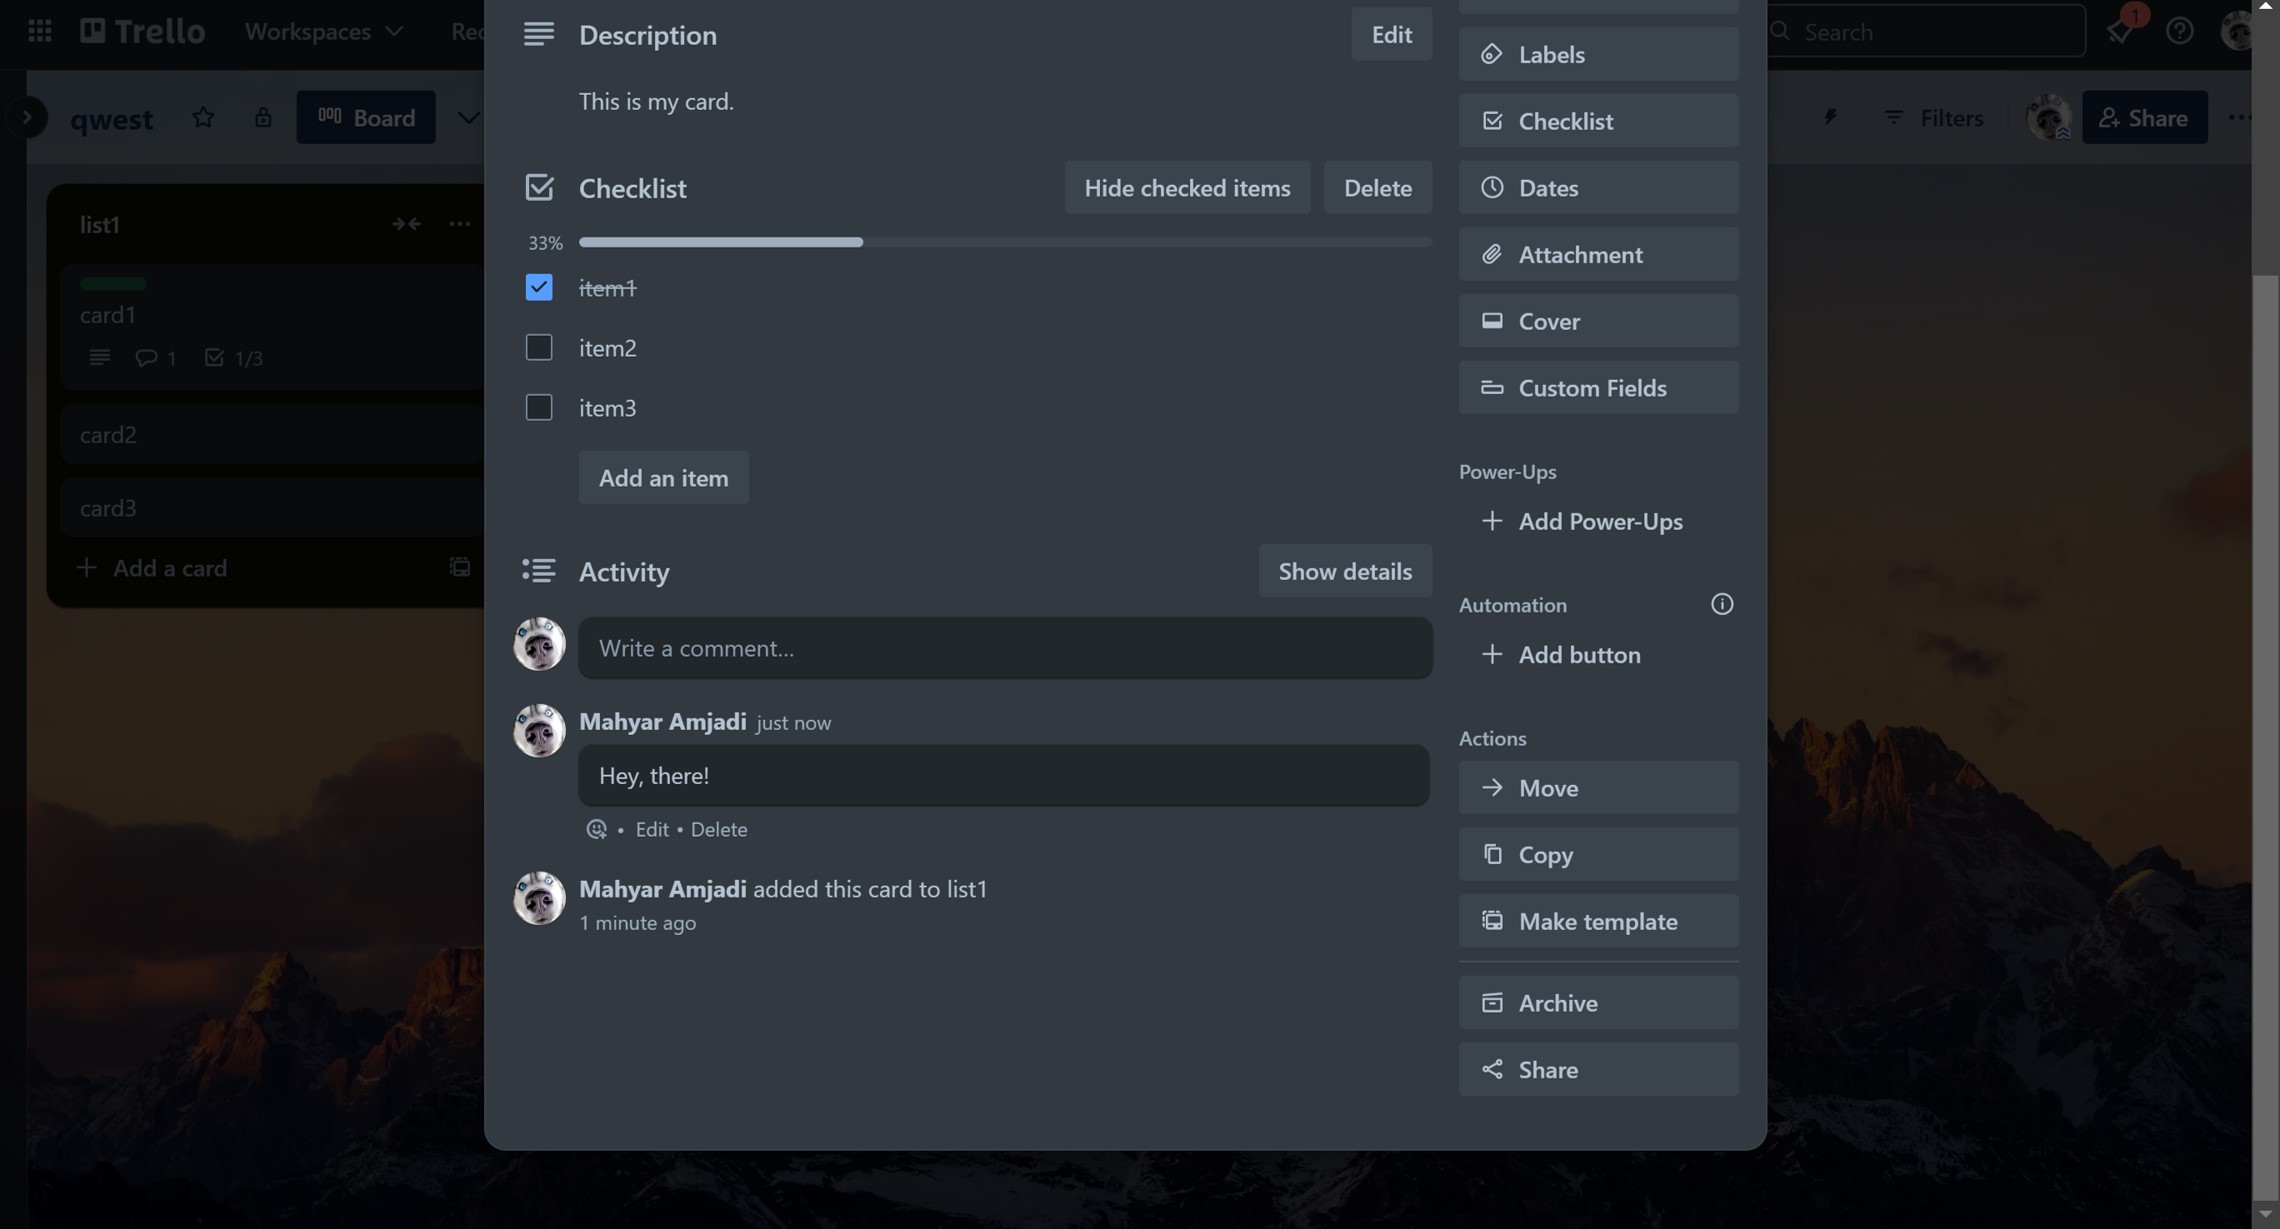 Trello
Workspaces
Search
1
qwest
Board
Filters
Share
list1
card1
1
1/3
card2
card3
Add a card
Description
Edit
This is my card.
Checklist
Hide checked items
Delete
33%
item1
item2
item3
Add an item
Activity
Show details
Write a comment...
Mahyar Amjadi just now
Hey, there!
• Edit • Delete
Mahyar Amjadi added this card to list1
1 minute ago
Labels
Checklist
Dates
Attachment
Cover
Custom Fields
Power-Ups
Add Power-Ups
Automation
Add button
Actions
Move
Copy
Make template
Archive
Share